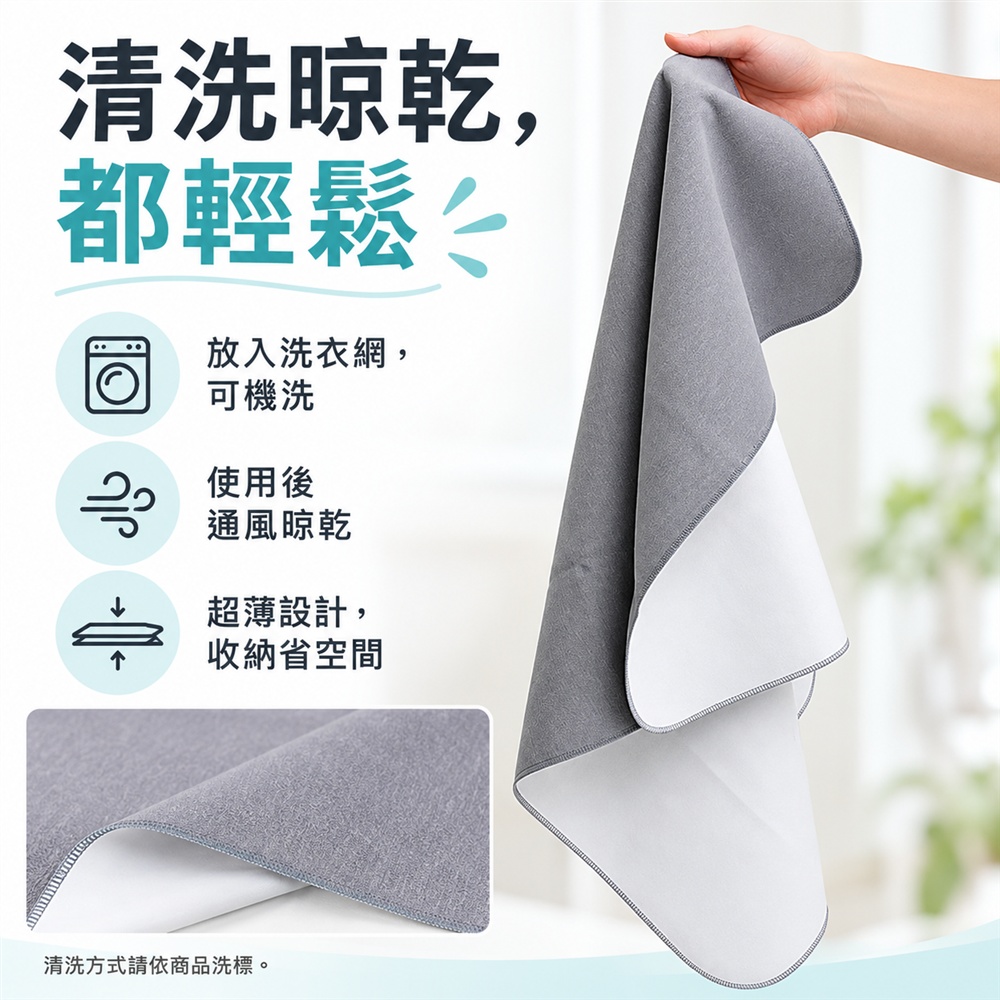 清洗晾乾,
都輕鬆
放入洗衣網，
可機洗
使用後
通風晾乾
超薄設計，
收納省空間
清洗方式請依商品洗標。